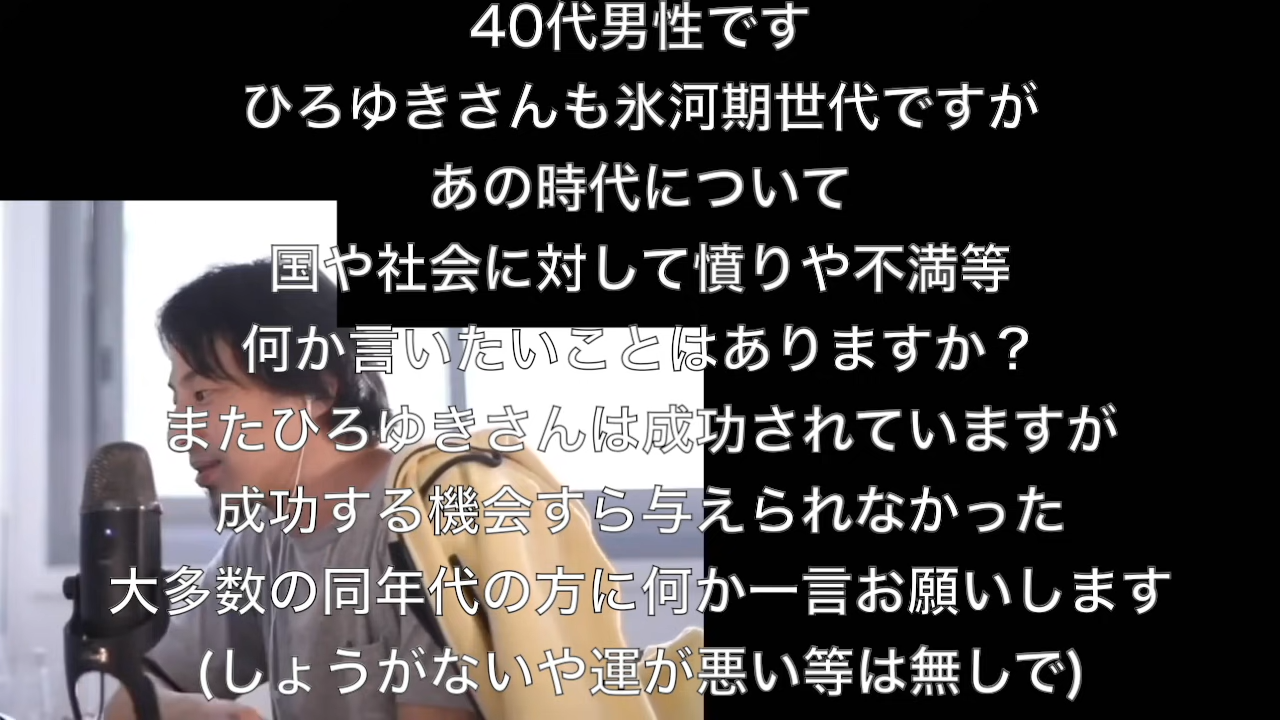 40代男性です
ひろゆきさんも氷河期世代ですが
あの時代について
国や社会に対して憤りや不満等
何か言いたいことはありますか？
またひろゆきさんは成功されていますが
成功する機会すら与えられなかった
大多数の同年代の方に何か一言お願いします
(しょうがないや運が悪い等は無しで)